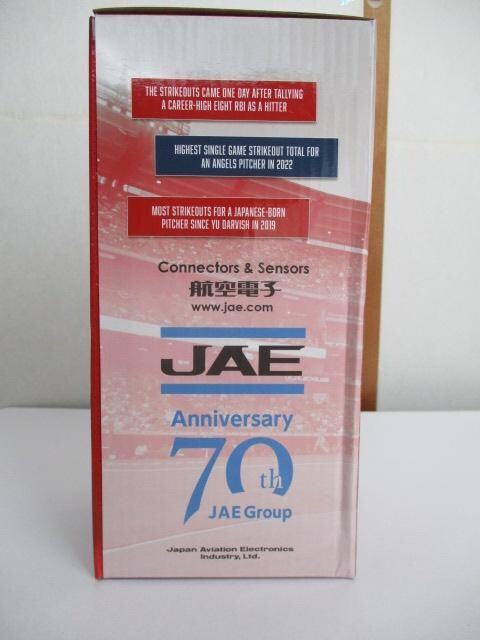 THE STRIKEOUTS CAME ONE DAY AFTER TALLYING
A CAREER-HIGH EIGHT RBI AS A HITTER
HIGHEST SINGLE GAME STRIKEOUT TOTAL FOR
AN ANGELS PITCHER IN 2022
MOST STRIKEOUTS FOR A JAPANESE-BORN
PITCHER SINCE YU DARVISH IN 2019
Connectors & Sensors
航空電子
www.jae.com
JAE
Anniversary
70th
JAE Group
Japan Aviation Electronics
Industry, Ltd.